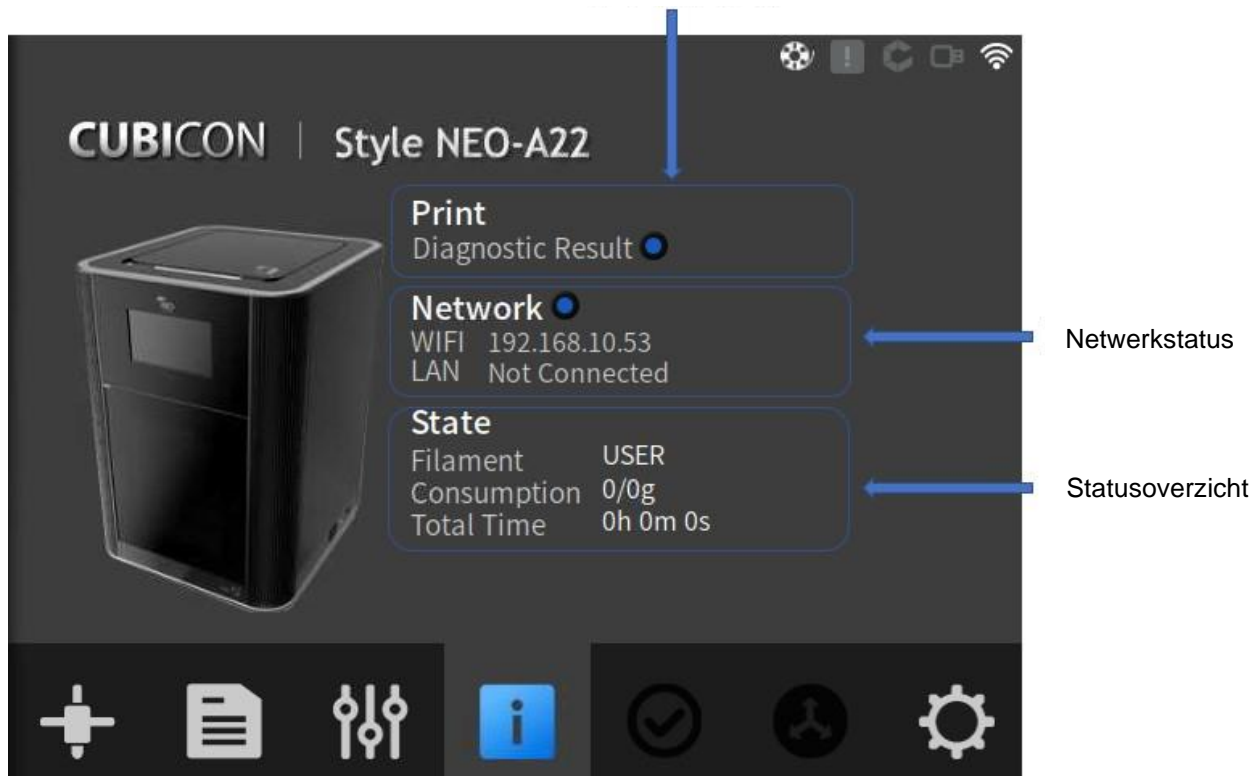 CUBICON | Style NEO-A22
Print
Diagnostic Result
Network
WIFI 192.168.10.53
LAN Not Connected
Netwerkstatus
State
Filament USER
Consumption 0/0g
Total Time 0h 0m 0s
Statusoverzicht